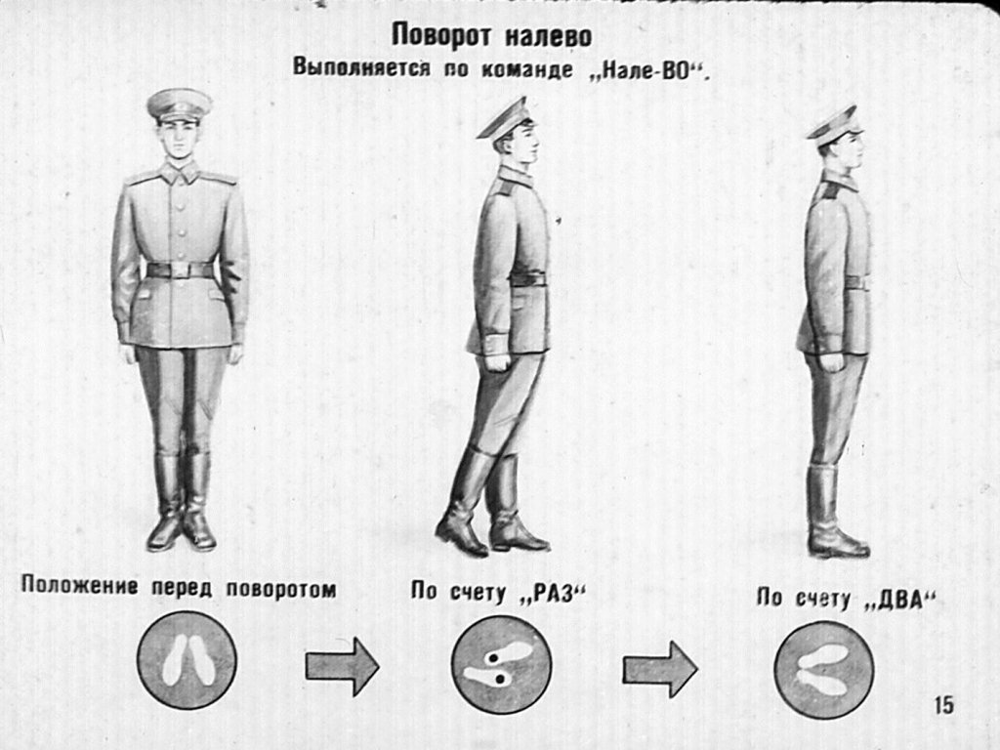 Поворот налево
Выполняется по команде „Нале-ВО“.
Положение перед поворотом
По счету „РАЗ“
По счету „ДВА“
15